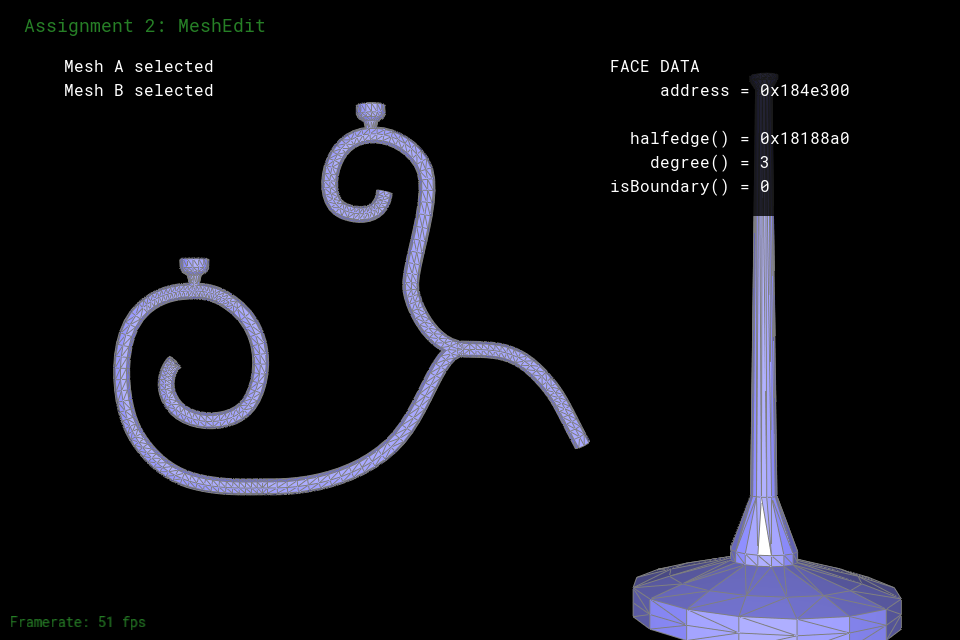 Assignment 2: MeshEdit
Mesh A selected
Mesh B selected
FACE DATA
address = 0x184e300
halfedge() = 0x18188a0
degree() = 3
isBoundary() = 0
Framerate: 51 fps